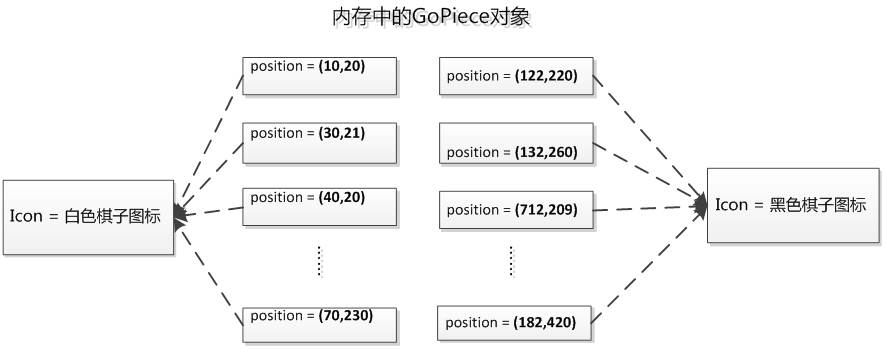 内存中的GoPiece对象
position = (10,20)
position = (122,220)
position = (30,21)
position = (132,260)
Icon = 白色棋子图标
position = (40,20)
position = (712,209)
Icon = 黑色棋子图标
position = (70,230)
position = (182,420)